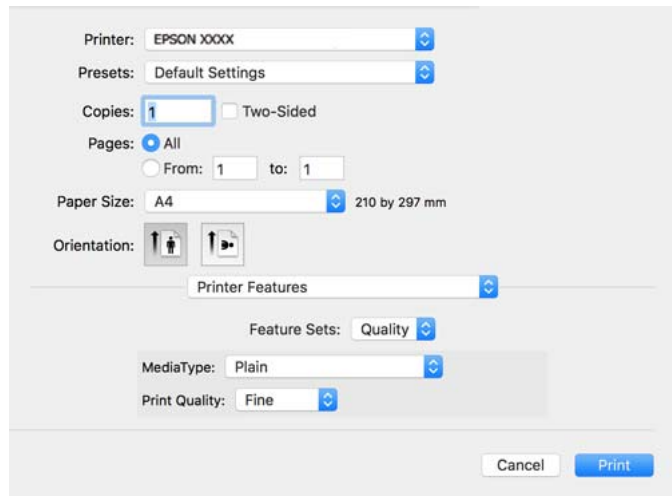 Printer: EPSON XXXX
Presets: Default Settings
Copies: 1 Two-Sided
Pages: All
From: 1 to: 1
Paper Size: A4 210 by 297 mm
Orientation:
Printer Features
Feature Sets: Quality
MediaType: Plain
Print Quality: Fine
Cancel Print